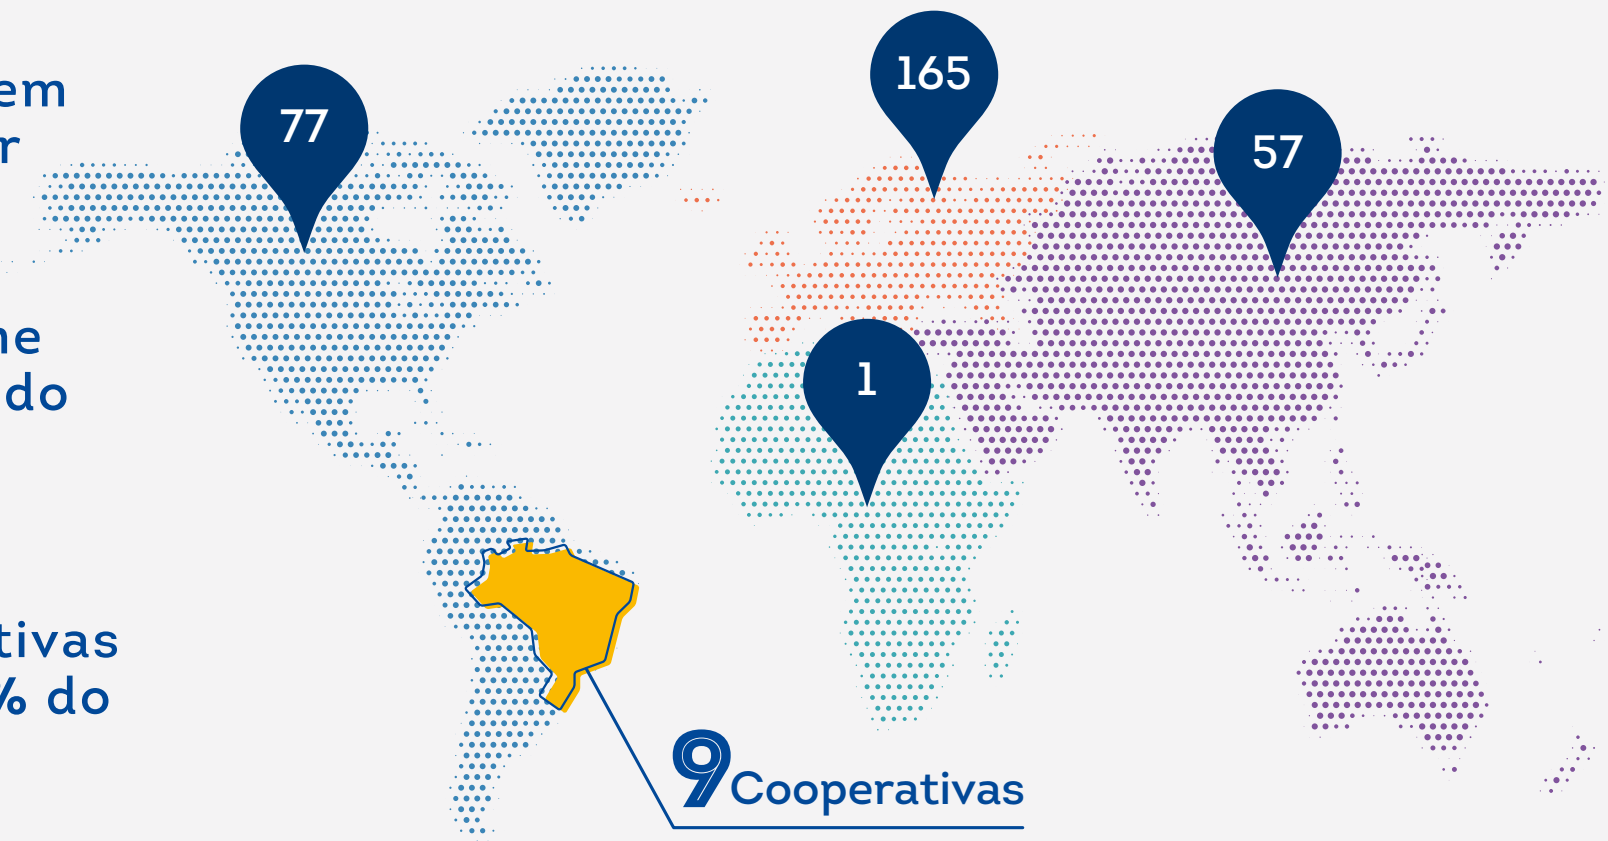 em
r
ne
do
tivas
% do
77
165
57
1
9 Cooperativas